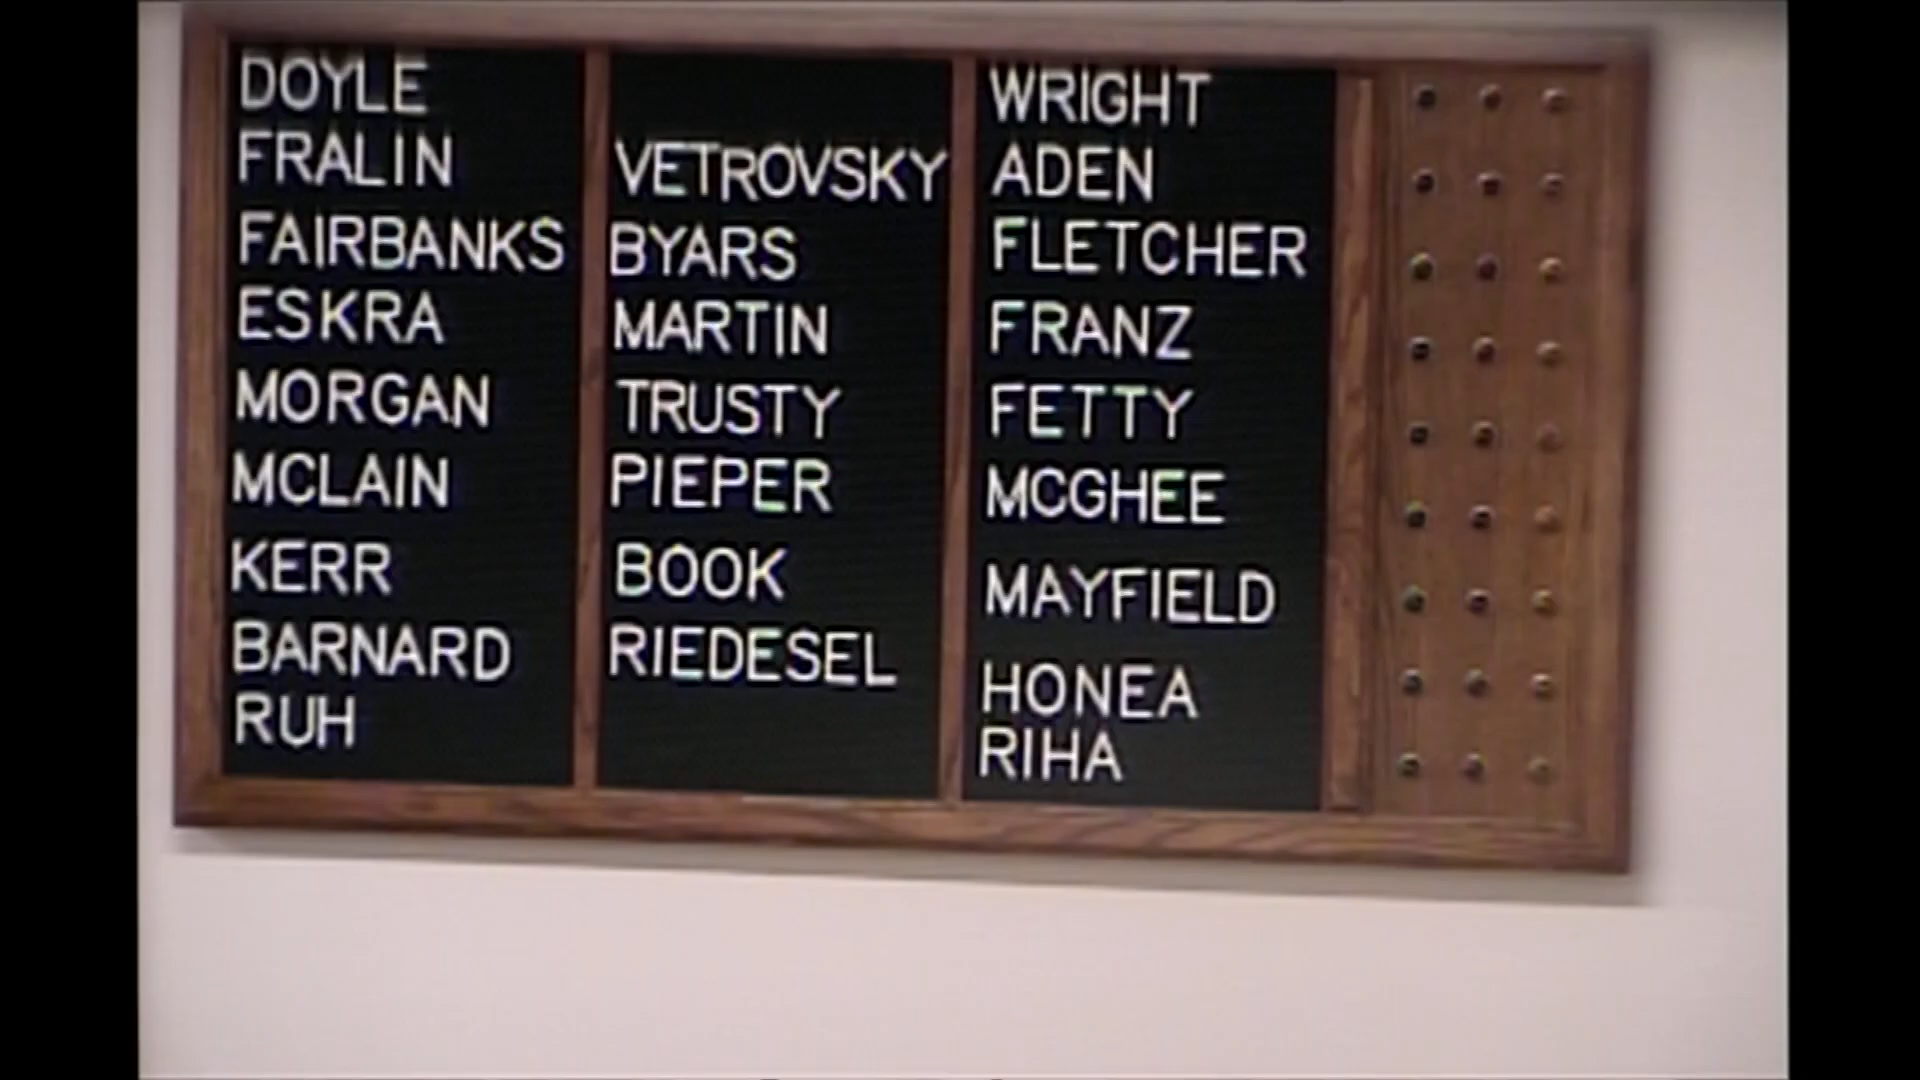 DOYLE
FRALIN
FAIRBANKS
ESKRA
MORGAN
MCLAIN
KERR
BARNARD
RUH
VETROVSKY
BYARS
MARTIN
TRUSTY
PIEPER
BOOK
RIEDESEL
WRIGHT
ADEN
FLETCHER
FRANZ
FETTY
MCGHEE
MAYFIELD
HONEA
RIHA